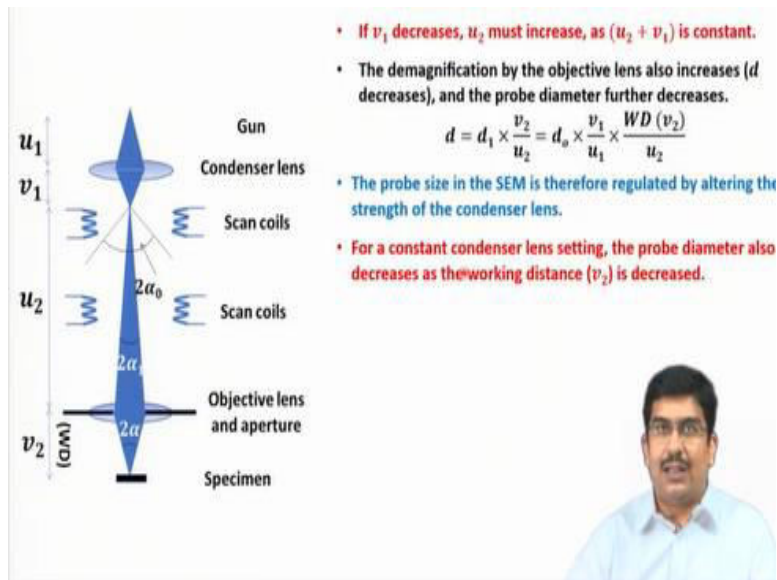 • If v₁ decreases, u₂ must increase, as (u₂ + v₁) is constant.
• The demagnification by the objective lens also increases (d
decreases), and the probe diameter further decreases.
d = d₁ × v₂/u₂ = dₒ × v₁/u₁ × WD (v₂)/u₂
• The probe size in the SEM is therefore regulated by altering the
strength of the condenser lens.
• For a constant condenser lens setting, the probe diameter also
decreases as the working distance (v₂) is decreased.
Gun
u₁
Condenser lens
v₁
Scan coils
2α₀
u₂
Scan coils
2α₁
Objective lens
and aperture
2α
v₂
(WD)
Specimen